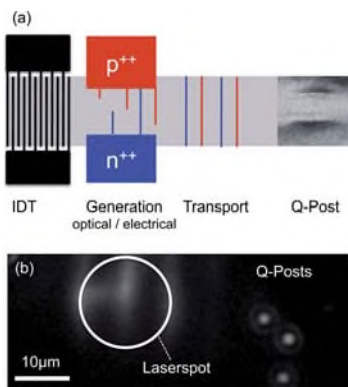 (a)
p++
n++
IDT Generation Transport Q-Post
optical / electrical
(b)
Q-Posts
Laserspot
10μm